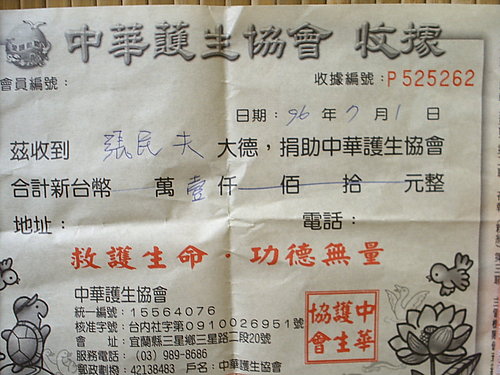 中華護生協會 收據
會員編號：
收據編號：P 525262
日期：96 年 7 月 1 日
茲收到 張民夫 大德，捐助中華護生協會
合計新台幣 萬 壹 仟 佰 拾 元整
地址： 電話：
救護生命・功德無量
中華護生協會
統一編號：15564076
核准字號：台內社字第0910026951號
會 址：宜蘭縣三星鄉三星路二段20號
服務電話：(03) 989-8686
郵政劃撥：42138483 戶名：中華護生協會
中華護生協會